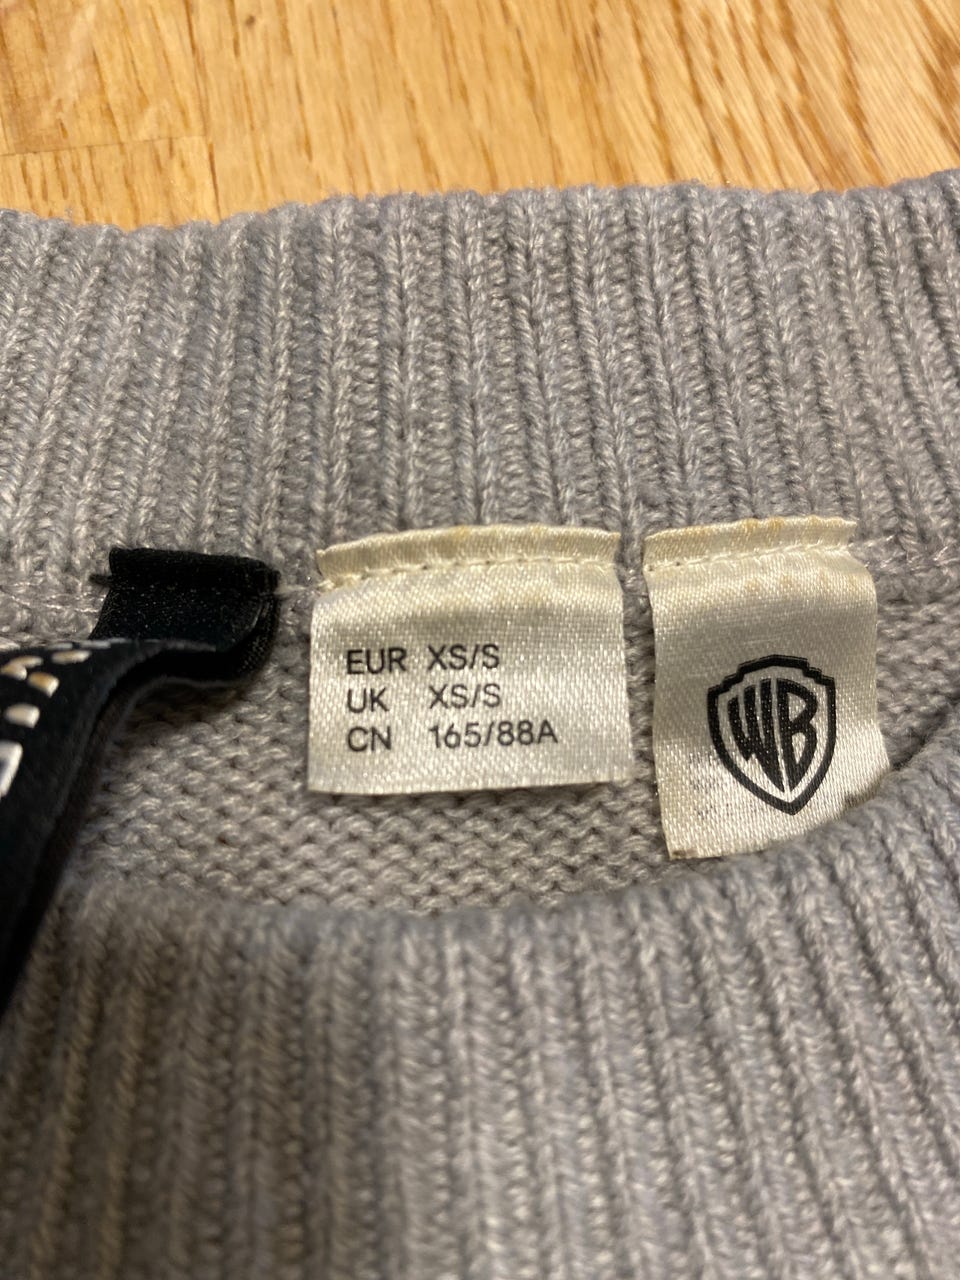 EUR XS/S
UK XS/S
CN 165/88A
WB